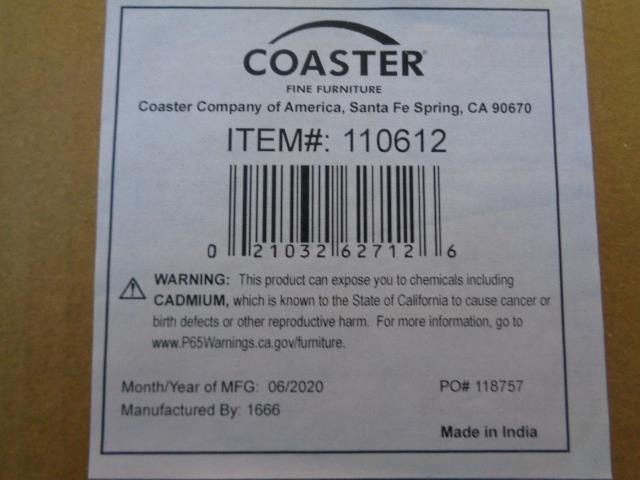 COASTER®
FINE FURNITURE
Coaster Company of America, Santa Fe Spring, CA 90670
ITEM#: 110612
0 21032 62712 6
WARNING: This product can expose you to chemicals including
CADMIUM, which is known to the State of California to cause cancer or
birth defects or other reproductive harm. For more information, go to
www.P65Warnings.ca.gov/furniture.
Month/Year of MFG: 06/2020 PO# 118757
Manufactured By: 1666
Made in India